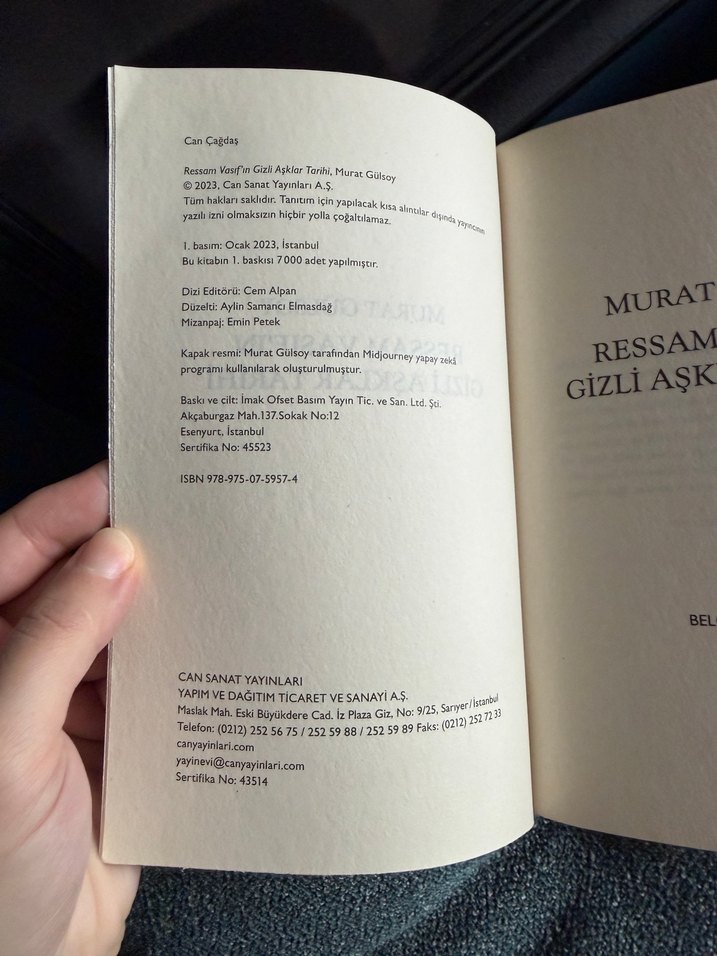 Can Çağdaş
Ressam Vasıf'ın Gizli Aşklar Tarihi, Murat Gülsoy
© 2023, Can Sanat Yayınları A.Ş.
Tüm hakları saklıdır. Tanıtım için yapılacak kısa alıntılar dışında yayıncının
yazılı izni olmaksızın hiçbir yolla çoğaltılamaz.
1. basım: Ocak 2023, İstanbul
Bu kitabın 1. baskısı 7 000 adet yapılmıştır.
Dizi Editörü: Cem Alpan
Düzelti: Aylin Samancı Elmasdağ
Mizanpaj: Emin Petek
Kapak resmi: Murat Gülsoy tarafından Midjourney yapay zekâ
programı kullanılarak oluşturulmuştur.
Baskı ve cilt: İmak Ofset Basım Yayın Tic. ve San. Ltd. Şti.
Akçaburgaz Mah.137.Sokak No:12
Esenyurt, İstanbul
Sertifika No: 45523
ISBN 978-975-07-5957-4
CAN SANAT YAYINLARI
YAPIM VE DAĞITIM TİCARET VE SANAYİ A.Ş.
Maslak Mah. Eski Büyükdere Cad. İz Plaza Giz, No: 9/25, Sarıyer/İstanbul
Telefon: (0212) 252 56 75 / 252 59 88 / 252 59 89 Faks: (0212) 252 72 33
canyayinlari.com
yayinevi@canyayinlari.com
Sertifika No: 43514
MURAT
RESSAM
GİZLİ AŞK